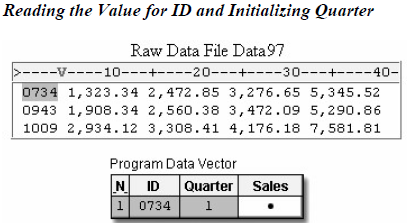 Reading the Value for ID and Initializing Quarter
Raw Data File Data97
>----V----10---+----20---+----30---+----40-
0734 1,323.34 2,472.85 3,276.65 5,345.52
0943 1,908.34 2,560.38 3,472.09 5,290.86
1009 2,934.12 3,308.41 4,176.18 7,581.81
Program Data Vector
_N_ ID Quarter Sales
1 0734 1 •